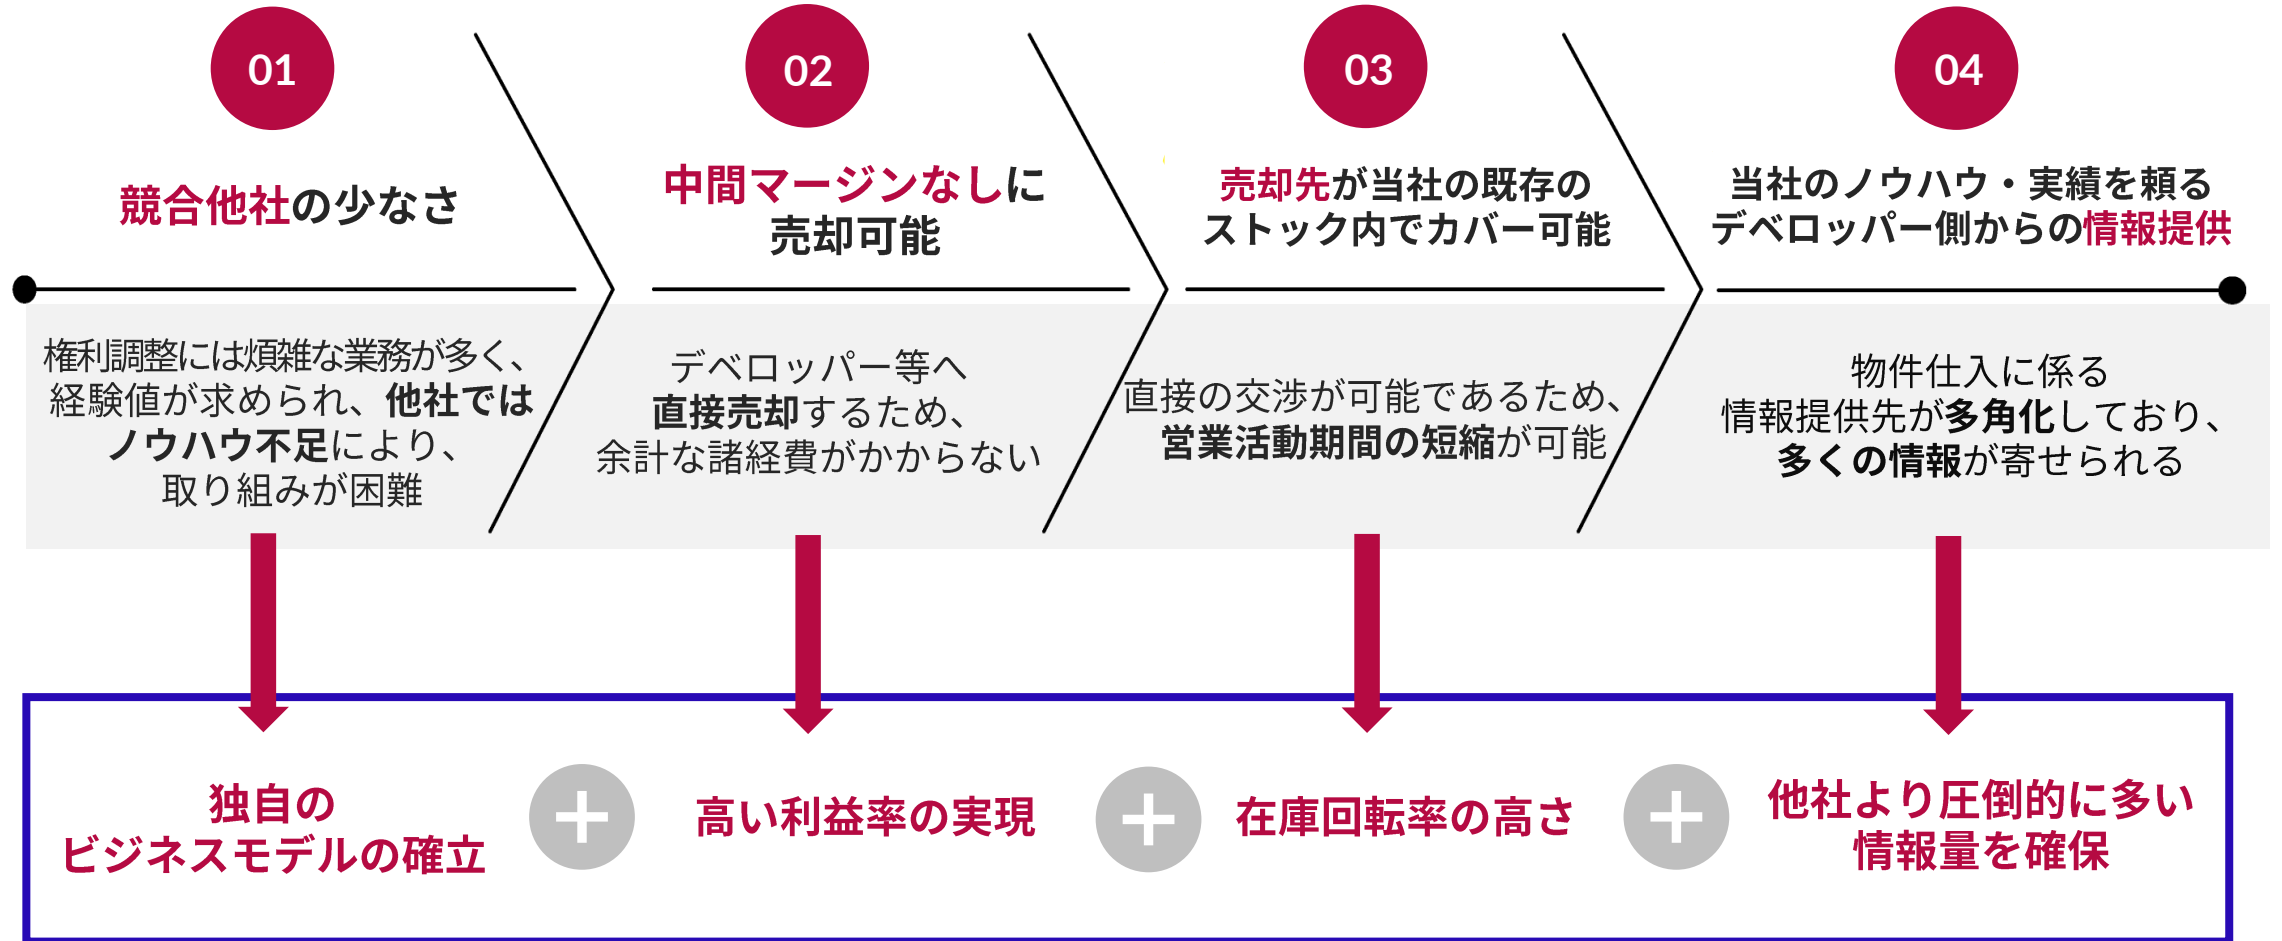 01
競合他社の少なさ
権利調整には煩雑な業務が多く、
経験値が求められ、他社では
ノウハウ不足により、
取り組みが困難
02
中間マージンなしに
売却可能
デベロッパー等へ
直接売却するため、
余計な諸経費がかからない
03
売却先が当社の既存の
ストック内でカバー可能
直接の交渉が可能であるため、
営業活動期間の短縮が可能
04
当社のノウハウ・実績を頼る
デベロッパー側からの情報提供
物件仕入に係る
情報提供先が多角化しており、
多くの情報が寄せられる
独自の
ビジネスモデルの確立
+
高い利益率の実現
+
在庫回転率の高さ
+
他社より圧倒的に多い
情報量を確保